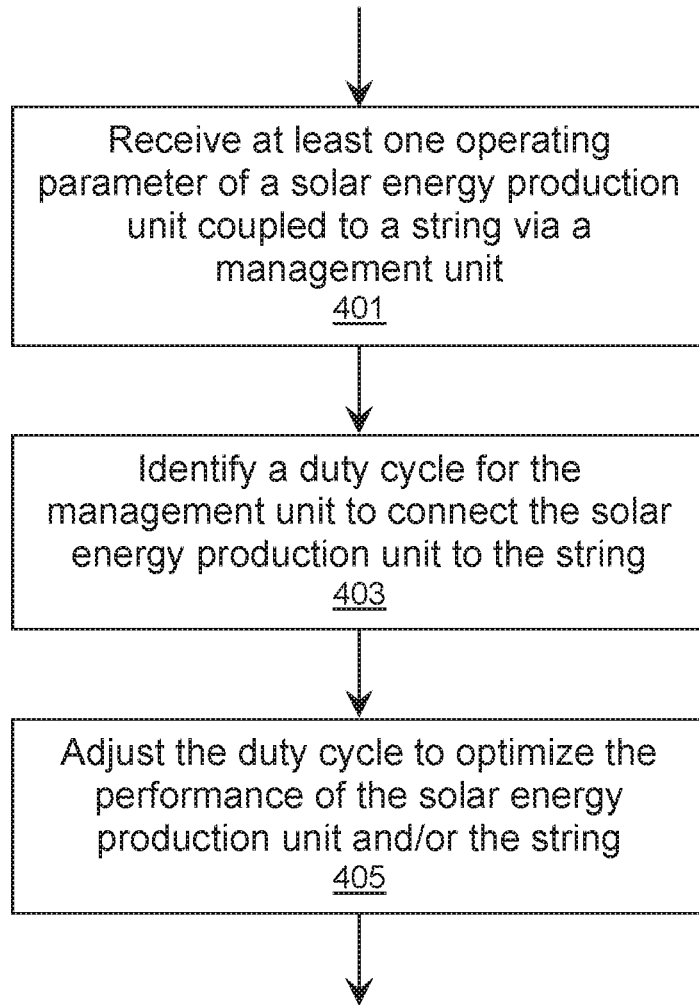 Receive at least one operating
parameter of a solar energy production
unit coupled to a string via a
management unit
401
Identify a duty cycle for the
management unit to connect the solar
energy production unit to the string
403
Adjust the duty cycle to optimize the
performance of the solar energy
production unit and/or the string
405